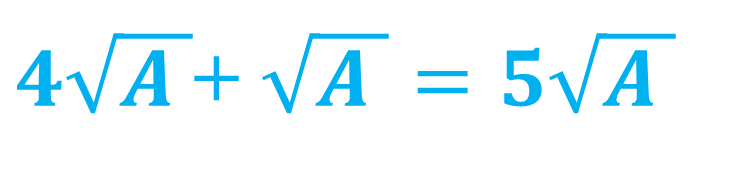 4√A + √A = 5√A